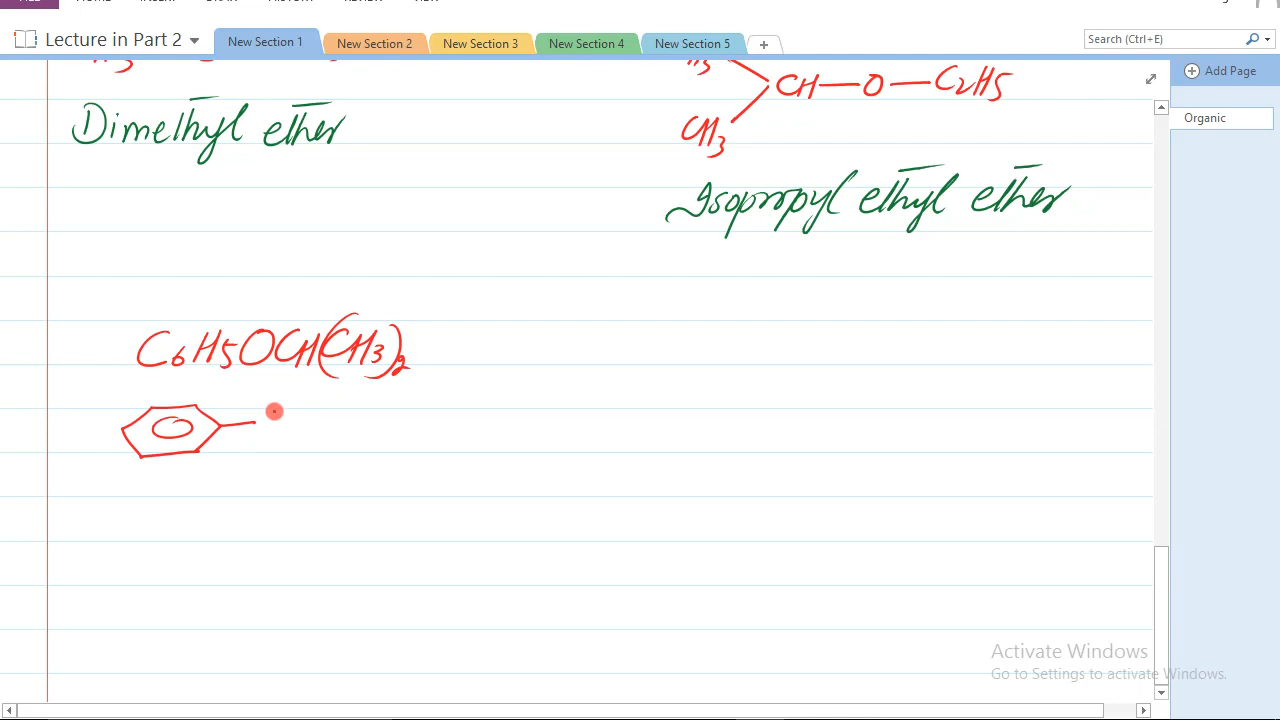 Lecture in Part 2
New Section 1
New Section 2
New Section 3
New Section 4
New Section 5
+
Search (Ctrl+E)
Add Page
Organic
CH—O—C2H5
CH3
Dimethyl ether
Isopropyl ethyl ether
C6H5OCH(CH3)2
Activate Windows
Go to Settings to activate Windows.